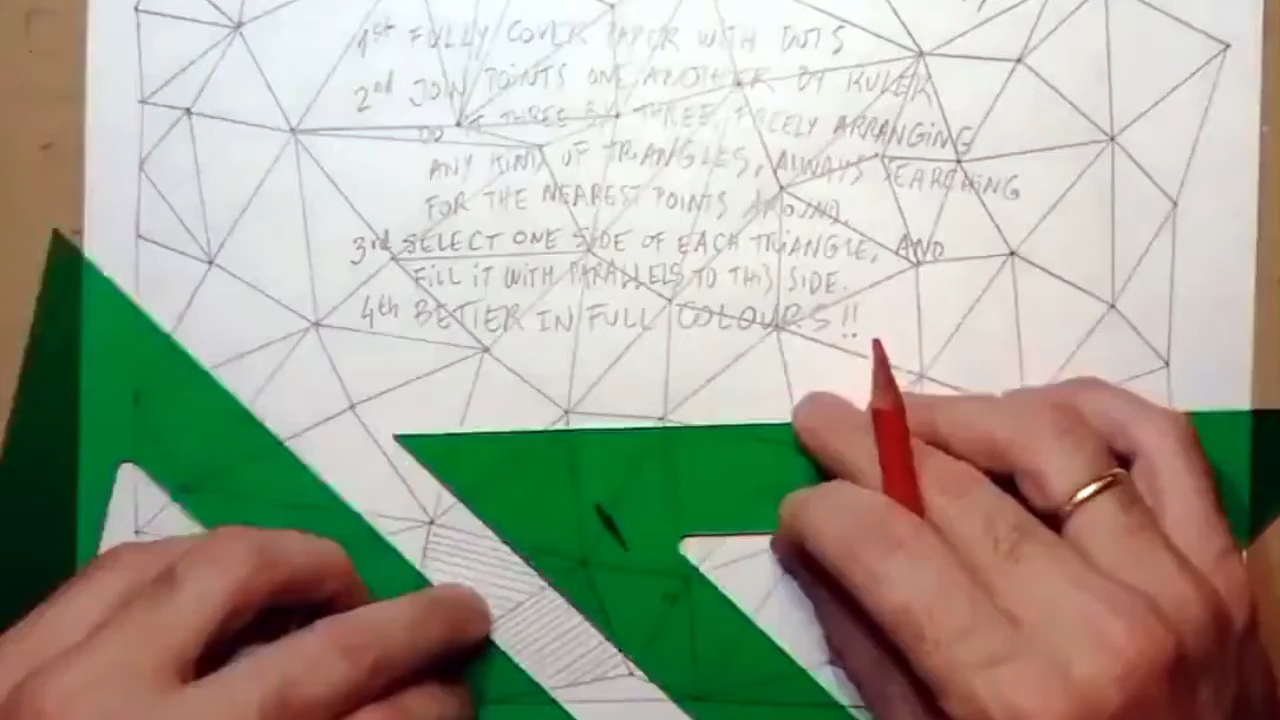 1st FULLY COVER PAPER WITH DOTS
2nd JOIN POINTS ONE ANOTHER BY RULER
DO IT THREE BY THREE, FREELY ARRANGING
ANY KIND OF TRIANGLES, ALWAYS SEARCHING
FOR THE NEAREST POINTS AROUND.
3rd SELECT ONE SIDE OF EACH TRIANGLE, AND
FILL IT WITH PARALLELS TO THIS SIDE.
4th BETTER IN FULL COLOURS!!